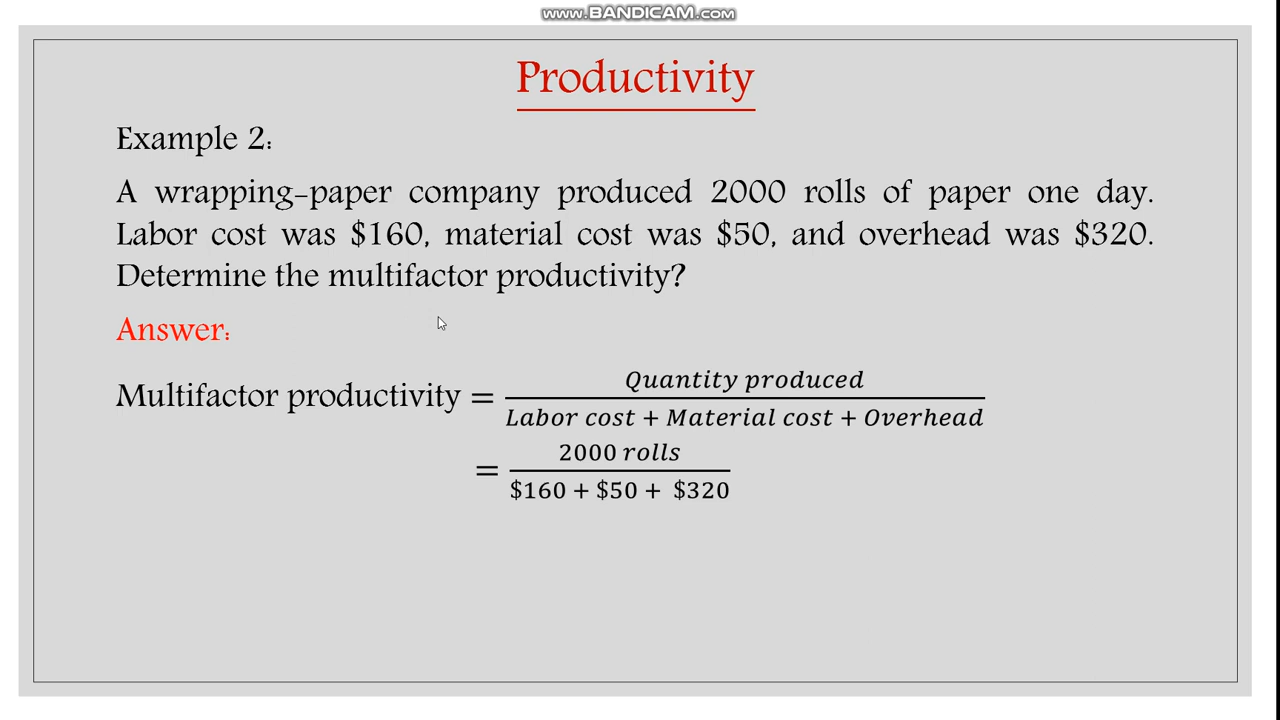 www.BANDICAM.com
Productivity
Example 2:
A wrapping-paper company produced 2000 rolls of paper one day.
Labor cost was $160, material cost was $50, and overhead was $320.
Determine the multifactor productivity?
Answer:
Multifactor productivity = Quantity produced / Labor cost + Material cost + Overhead
= 2000 rolls / $160 + $50 + $320